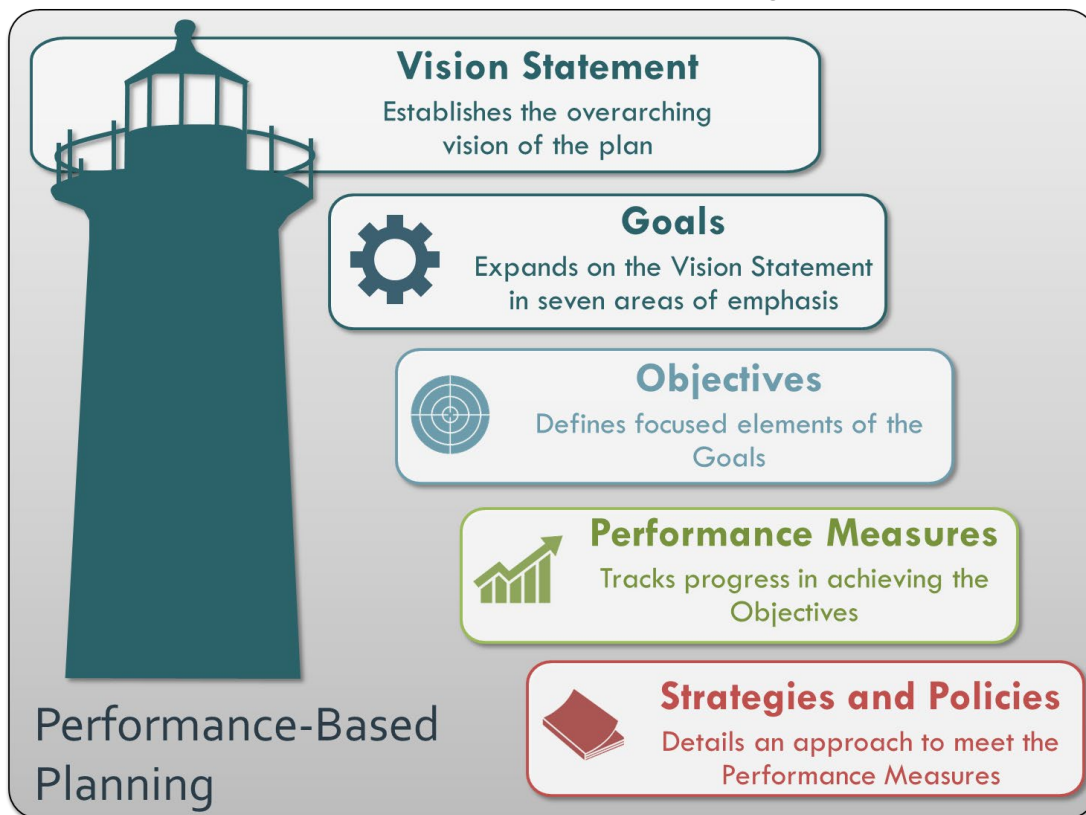 Vision Statement
Establishes the overarching
vision of the plan
Goals
Expands on the Vision Statement
in seven areas of emphasis
Objectives
Defines focused elements of the
Goals
Performance Measures
Tracks progress in achieving the
Objectives
Strategies and Policies
Details an approach to meet the
Performance Measures
Performance-Based
Planning